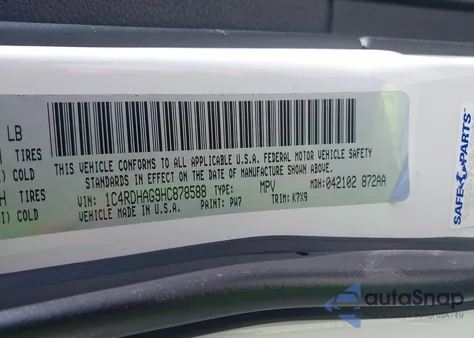 LB
TIRES
I) COLD
TIRES
I) COLD
THIS VEHICLE CONFORMS TO ALL APPLICABLE U.S.A. FEDERAL MOTOR VEHICLE SAFETY
STANDARDS IN EFFECT ON THE DATE OF MANUFACTURE SHOWN ABOVE.
VIN: 1C4RDHAG9HC878588 TYPE: MPV MDH: 042102 872AA
MADE IN U.S.A. PAINT: PW7 TRIM: K7X9
SAFE PARTS
autoSnap